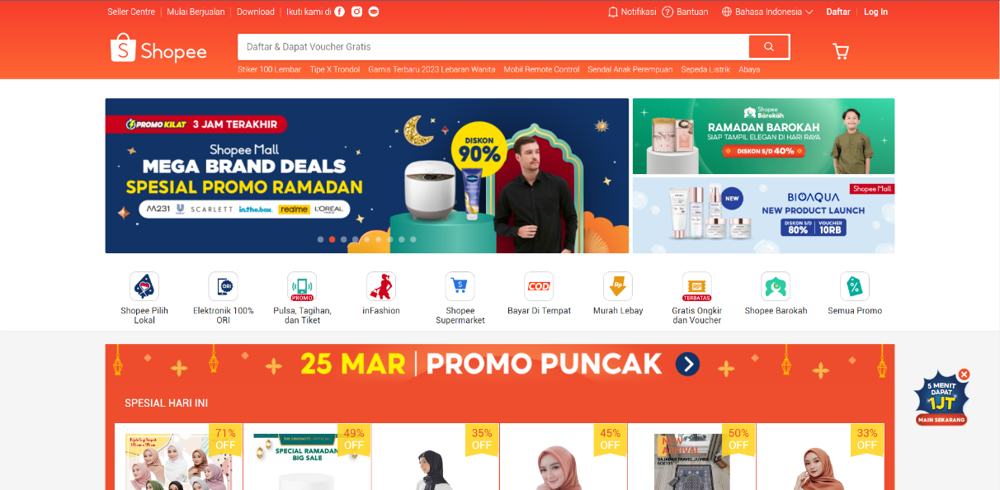 Seller Centre | Mulai Berjualan | Download | Ikuti kami di
Notifikasi Bantuan Bahasa Indonesia Daftar | Log In
Shopee
Daftar & Dapat Voucher Gratis
Stiker 100 Lembar Tipe X Trondol Gamis Terbaru 2023 Lebaran Wanita Mobil Remote Control Sendal Anak Perempuan Sepeda Listrik Abaya
PROMO KILAT 3 JAM TERAKHIR
Shopee Mall
MEGA BRAND DEALS
SPESIAL PROMO RAMADAN
M231 SCARLETT in.the.box. realme L'ORÉAL
DISKON
90%
Shopee
Barokah
RAMADAN BAROKAH
SIAP TAMPIL ELEGAN DI HARI RAYA
DISKON S/D 40%
Shopee Mall
NEW
BIOAQUA
NEW PRODUCT LAUNCH
DISKON S/D
80%
VOUCHER
10RB
Shopee Pilih
Lokal
ORI
Elektronik 100%
ORI
PROMO
Pulsa, Tagihan,
dan Tiket
inFashion
Shopee
Supermarket
COD
Bayar Di Tempat
Rp
Murah Lebay
RP
TERBATAS
Gratis Ongkir
dan Voucher
Shopee Barokah
Semua Promo
25 MAR | PROMO PUNCAK
5 MENIT
DAPAT
1JT
MAIN SEKARANG
SPESIAL HARI INI
71%
OFF
SPECIAL RAMADAN
BIG SALE
49%
OFF
35%
OFF
45%
OFF
NEW
ARRIVAL
SAJADAH TRAVEL JUMBO
60X105
50%
OFF
33%
OFF